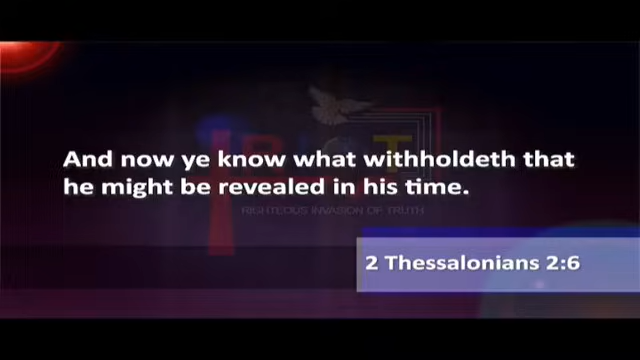 And now ye know what withholdeth that
he might be revealed in his time.
RIOT
RIGHTEOUS INVASION OF TRUTH
2 Thessalonians 2:6